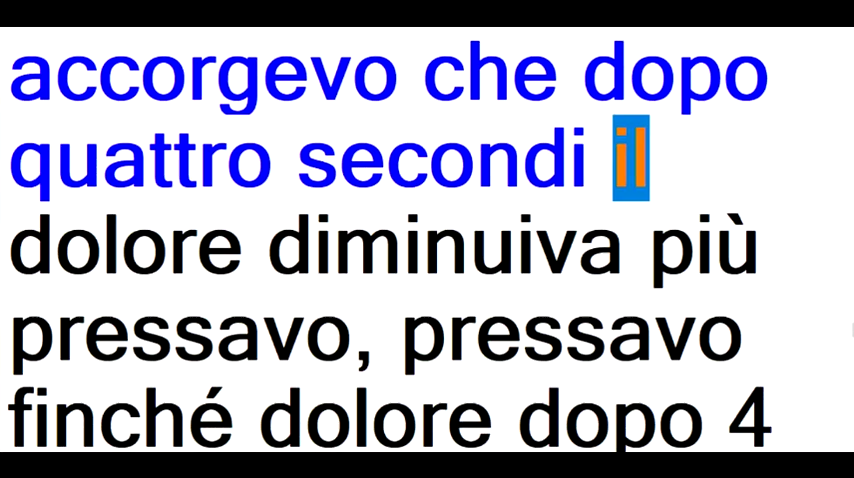 accorgevo che dopo
quattro secondi il
dolore diminuiva più
pressavo, pressavo
finché dolore dopo 4